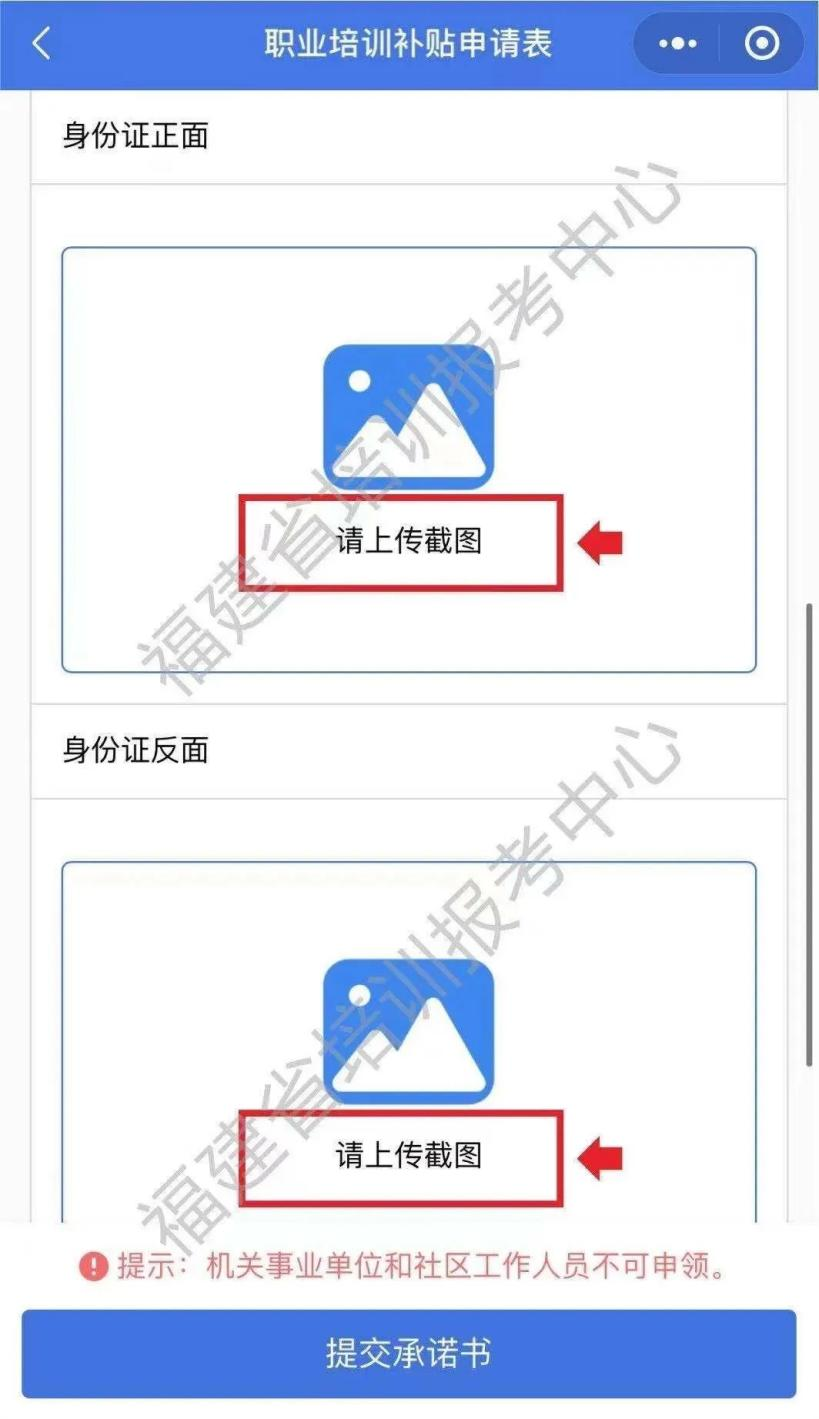 职业培训补贴申请表
身份证正面
请上传截图
福建省培训报考中心
身份证反面
请上传截图
福建省培训报考中心
提示：机关事业单位和社区工作人员不可申领。
提交承诺书